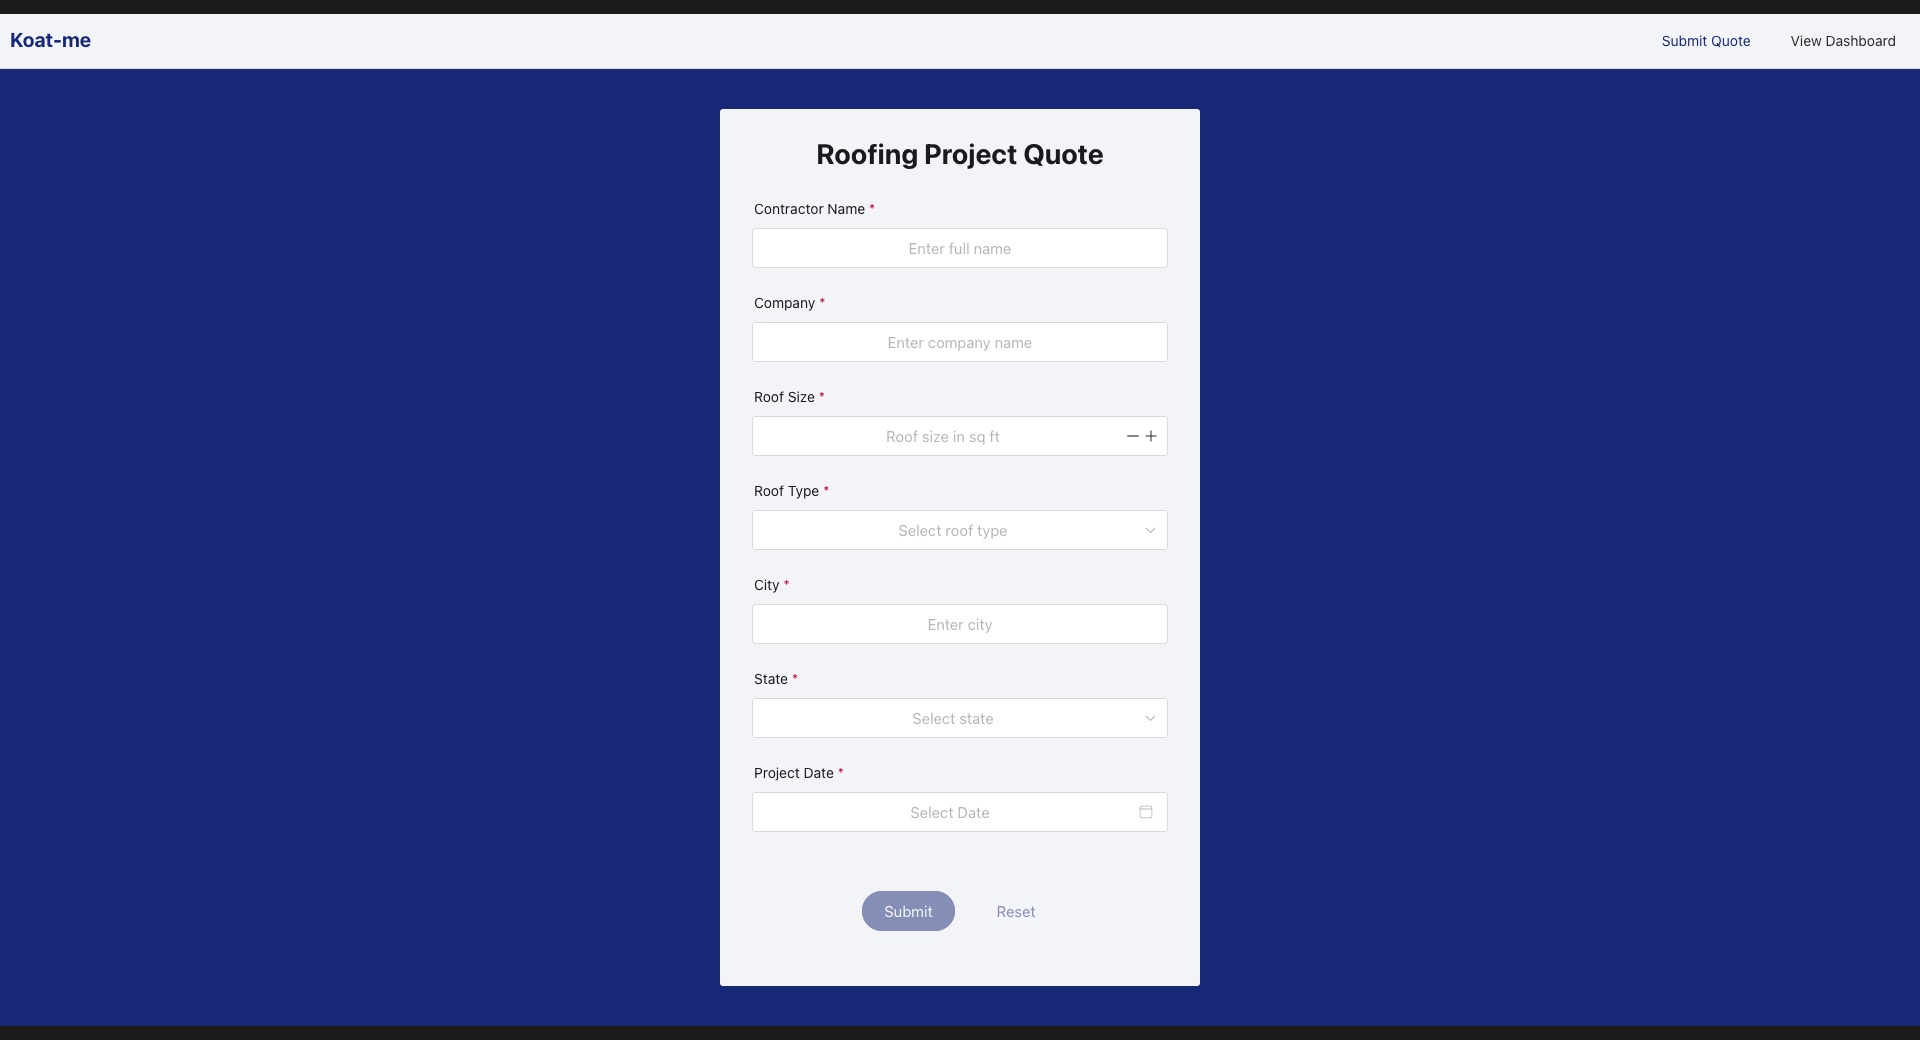 Koat-me
Submit Quote
View Dashboard
Roofing Project Quote
Contractor Name *
Enter full name
Company *
Enter company name
Roof Size *
Roof size in sq ft
Roof Type *
Select roof type
City *
Enter city
State *
Select state
Project Date *
Select Date
Submit
Reset